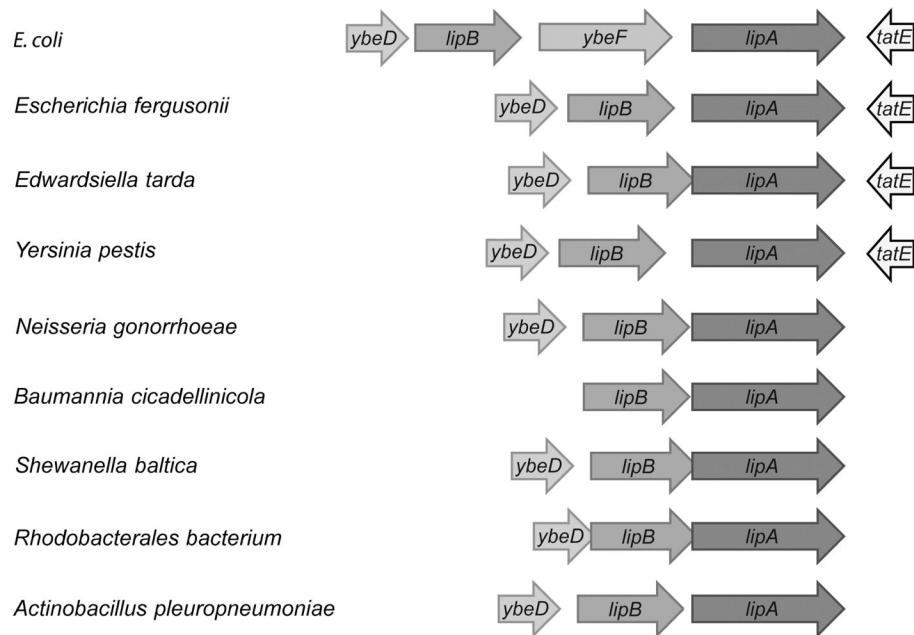 E. coli ybeD lipB ybeF lipA tatE
Escherichia fergusonii ybeD lipB lipA tatE
Edwardsiella tarda ybeD lipB lipA tatE
Yersinia pestis ybeD lipB lipA tatE
Neisseria gonorrhoeae ybeD lipB lipA
Baumannia cicadellinicola lipB lipA
Shewanella baltica ybeD lipB lipA
Rhodobacterales bacterium ybeD lipB lipA
Actinobacillus pleuropneumoniae ybeD lipB lipA